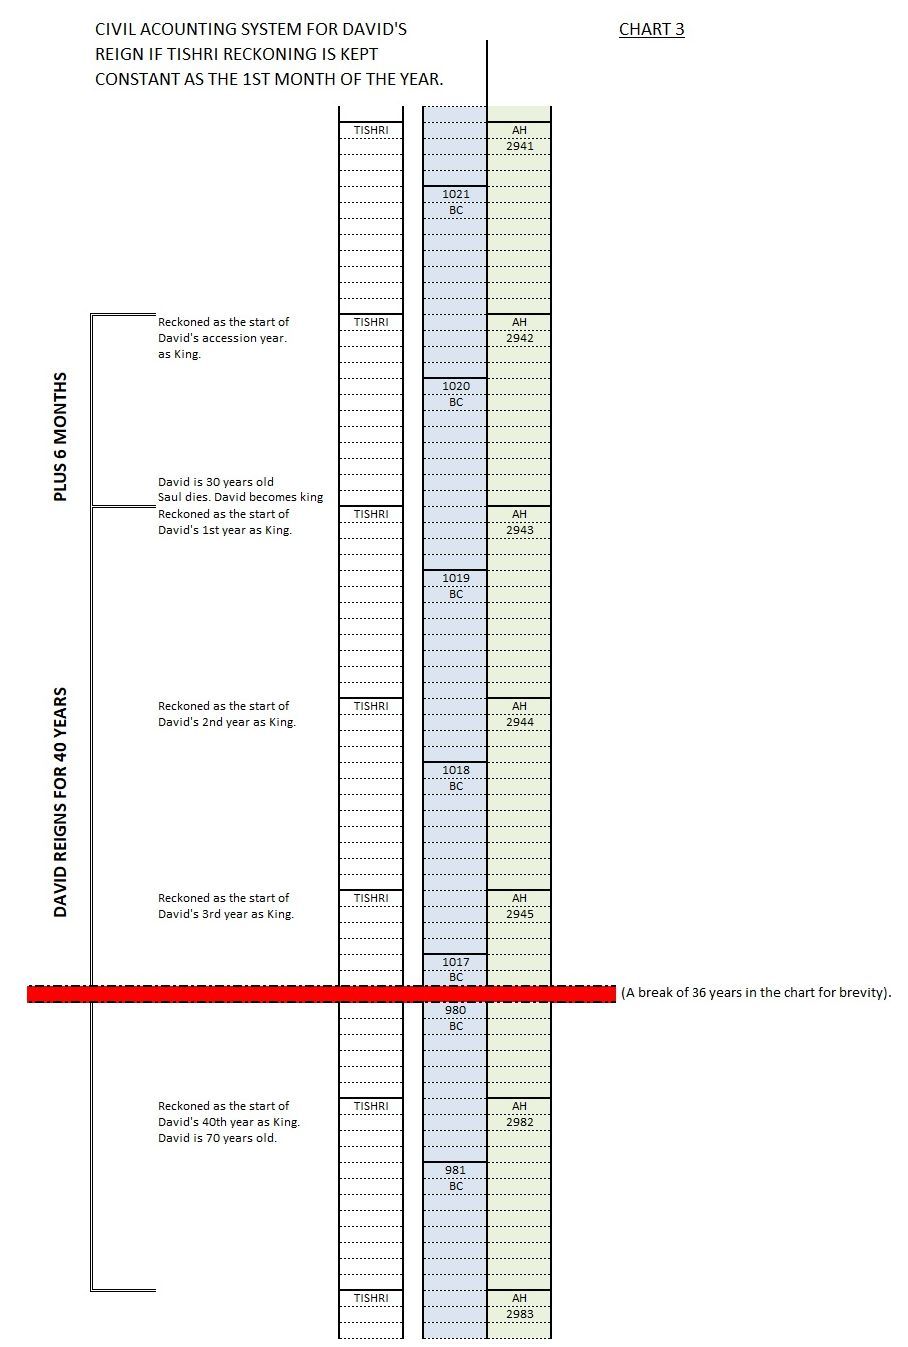 CIVIL ACOUNTING SYSTEM FOR DAVID'S
REIGN IF TISHRI RECKONING IS KEPT
CONSTANT AS THE 1ST MONTH OF THE YEAR.
CHART 3
TISHRI
AH
2941
1021
BC
PLUS 6 MONTHS
Reckoned as the start of
David's accession year.
as King.
TISHRI
AH
2942
1020
BC
David is 30 years old
Saul dies. David becomes king
DAVID REIGNS FOR 40 YEARS
Reckoned as the start of
David's 1st year as King.
TISHRI
AH
2943
1019
BC
Reckoned as the start of
David's 2nd year as King.
TISHRI
AH
2944
1018
BC
Reckoned as the start of
David's 3rd year as King.
TISHRI
AH
2945
1017
BC
(A break of 36 years in the chart for brevity).
980
BC
Reckoned as the start of
David's 40th year as King.
David is 70 years old.
TISHRI
AH
2982
981
BC
TISHRI
AH
2983